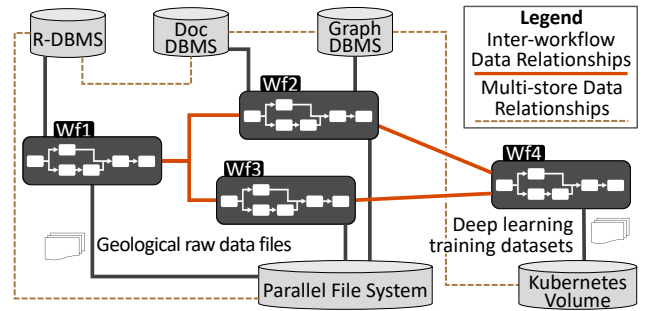 R-DBMS
Doc
DBMS
Graph
DBMS
Legend
Inter-workflow
Data Relationships
Multi-store Data
Relationships
Wf1
Wf2
Wf3
Wf4
Geological raw data files
Deep learning
training datasets
Parallel File System
Kubernetes
Volume